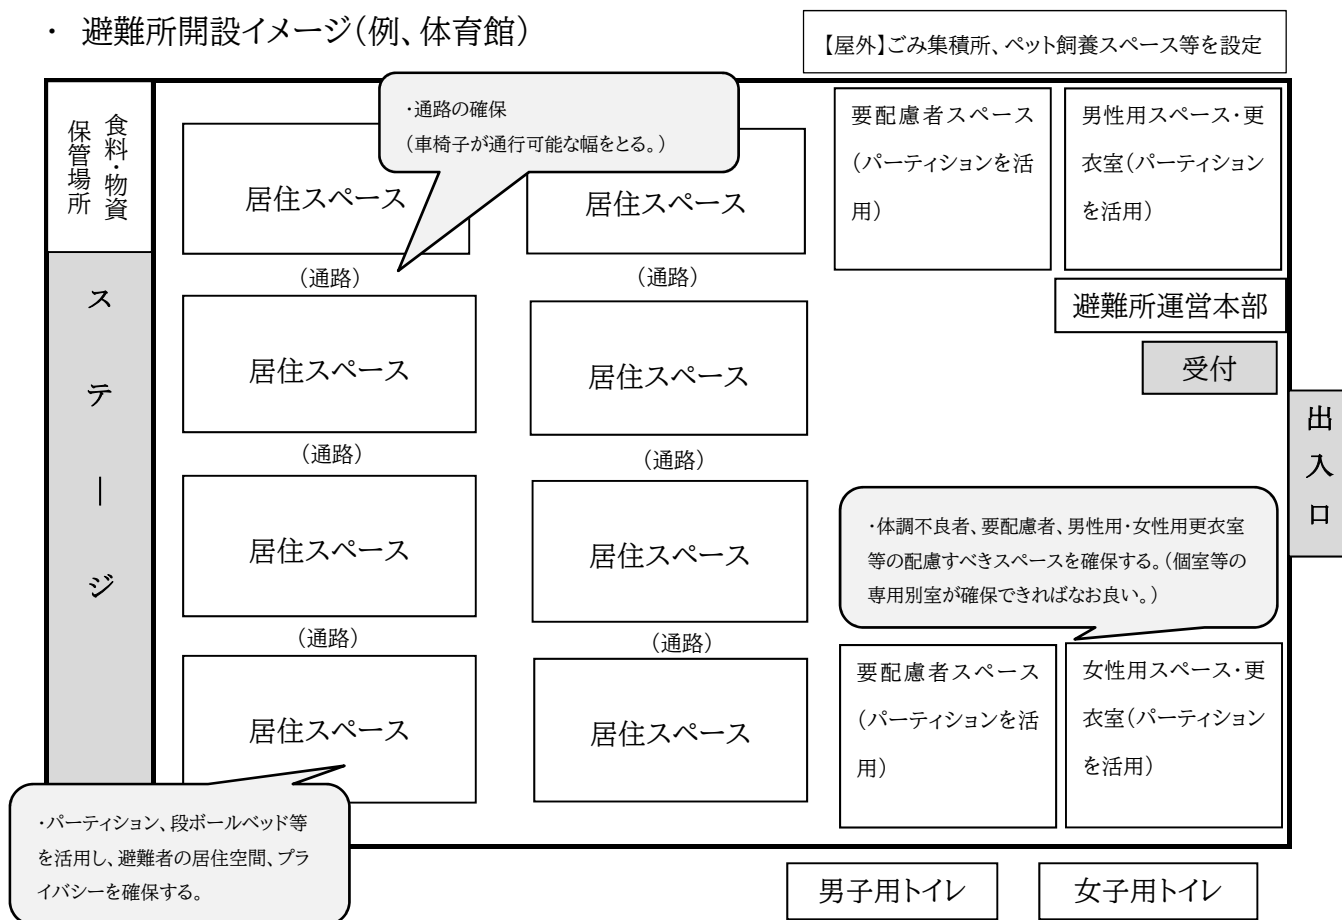 ・ 避難所開設イメージ(例、体育館)
【屋外】ごみ集積所、ペット飼養スペース等を設定
食料・物資
保管場所
ステージ
・通路の確保
(車椅子が通行可能な幅をとる。)
居住スペース
居住スペース
(通路)
(通路)
居住スペース
居住スペース
(通路)
(通路)
居住スペース
居住スペース
(通路)
(通路)
居住スペース
居住スペース
・パーティション、段ボールベッド等
を活用し、避難者の居住空間、プラ
イバシーを確保する。
要配慮者スペース
(パーティションを活
用)
男性用スペース・更
衣室(パーティション
を活用)
避難所運営本部
受付
出入口
・体調不良者、要配慮者、男性用・女性用更衣室
等の配慮すべきスペースを確保する。(個室等の
専用別室が確保できればなお良い。)
要配慮者スペース
(パーティションを活
用)
女性用スペース・更
衣室(パーティション
を活用)
男子用トイレ
女子用トイレ